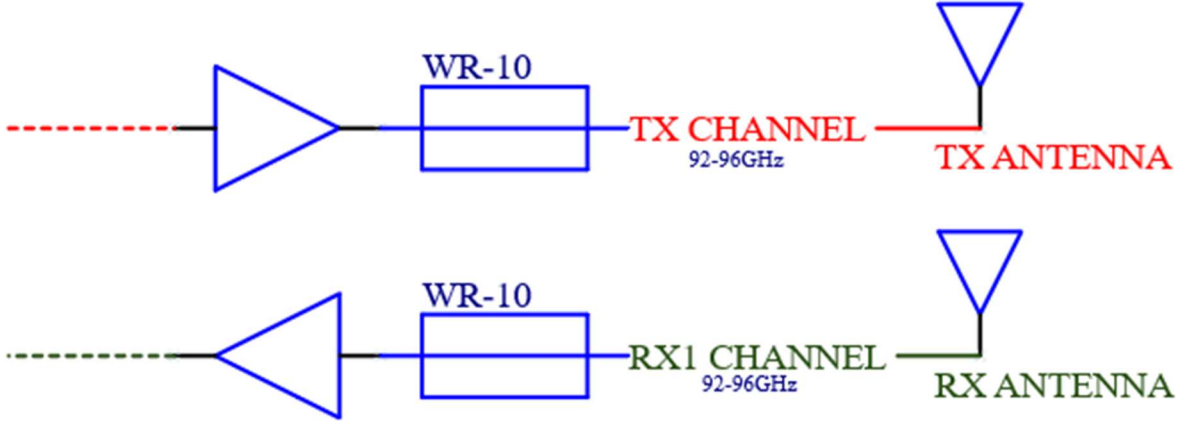 WR-10
TX CHANNEL
92-96GHz
TX ANTENNA
WR-10
RX1 CHANNEL
92-96GHz
RX ANTENNA